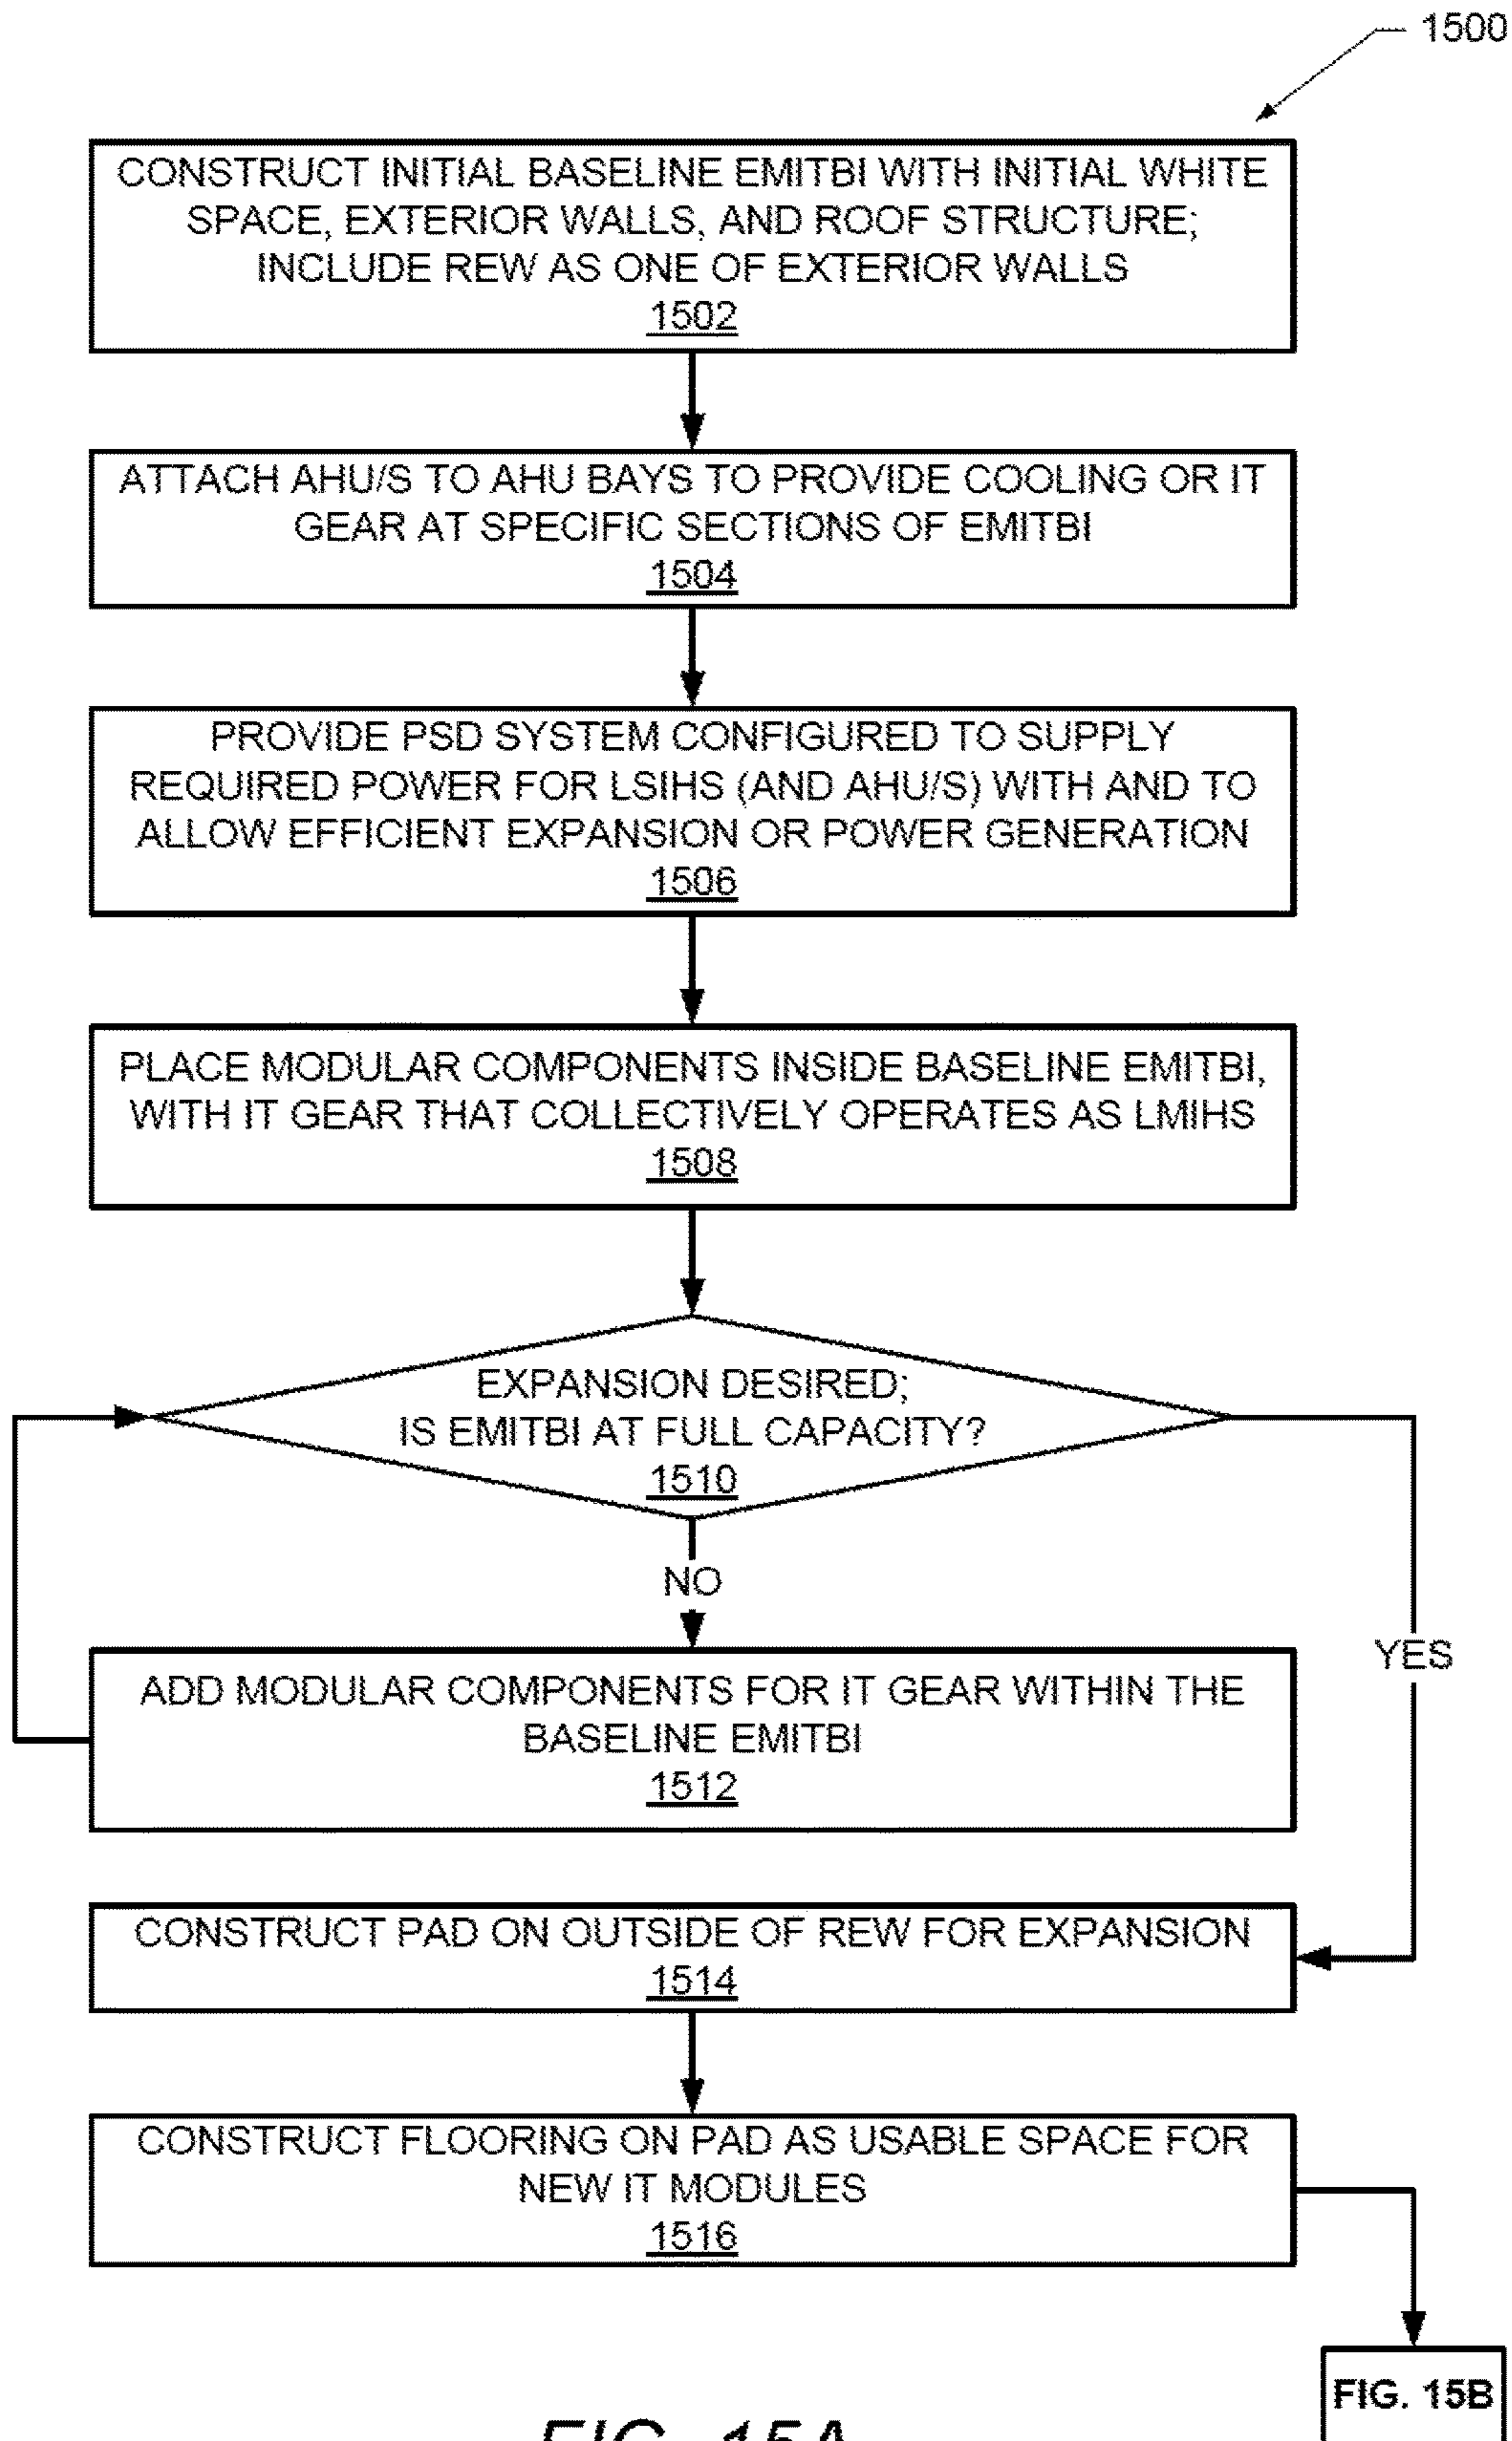 1500
CONSTRUCT INITIAL BASELINE EMITBI WITH INITIAL WHITE
SPACE, EXTERIOR WALLS, AND ROOF STRUCTURE;
INCLUDE REW AS ONE OF EXTERIOR WALLS
1502
ATTACH AHU/S TO AHU BAYS TO PROVIDE COOLING OR IT
GEAR AT SPECIFIC SECTIONS OF EMITBI
1504
PROVIDE PSD SYSTEM CONFIGURED TO SUPPLY
REQUIRED POWER FOR LSIHS (AND AHU/S) WITH AND TO
ALLOW EFFICIENT EXPANSION OR POWER GENERATION
1506
PLACE MODULAR COMPONENTS INSIDE BASELINE EMITBI,
WITH IT GEAR THAT COLLECTIVELY OPERATES AS LMIHS
1508
EXPANSION DESIRED;
IS EMITBI AT FULL CAPACITY?
1510
NO
YES
ADD MODULAR COMPONENTS FOR IT GEAR WITHIN THE
BASELINE EMITBI
1512
CONSTRUCT PAD ON OUTSIDE OF REW FOR EXPANSION
1514
CONSTRUCT FLOORING ON PAD AS USABLE SPACE FOR
NEW IT MODULES
1516
FIG. 15B
FIG. 15A